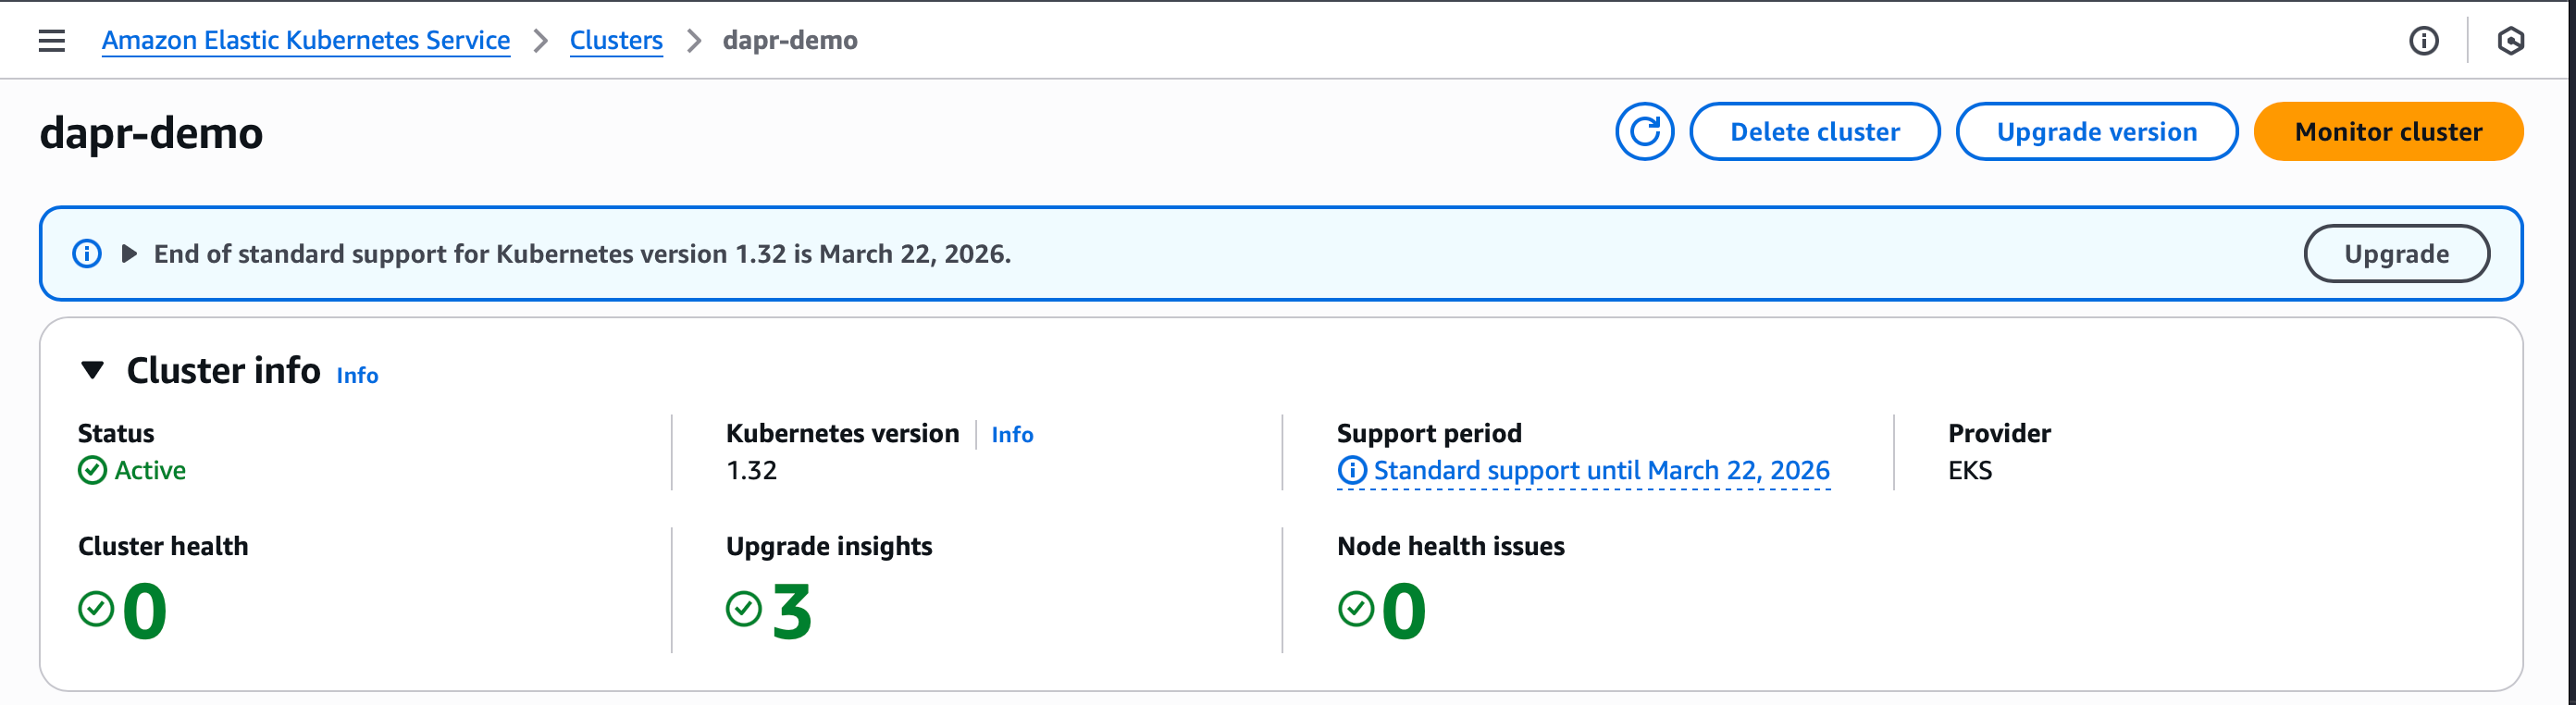 Amazon Elastic Kubernetes Service > Clusters > dapr-demo
dapr-demo
Delete cluster
Upgrade version
Monitor cluster
End of standard support for Kubernetes version 1.32 is March 22, 2026.
Upgrade
Cluster info Info
Status
Active
Kubernetes version Info
1.32
Support period
Standard support until March 22, 2026
Provider
EKS
Cluster health
0
Upgrade insights
3
Node health issues
0